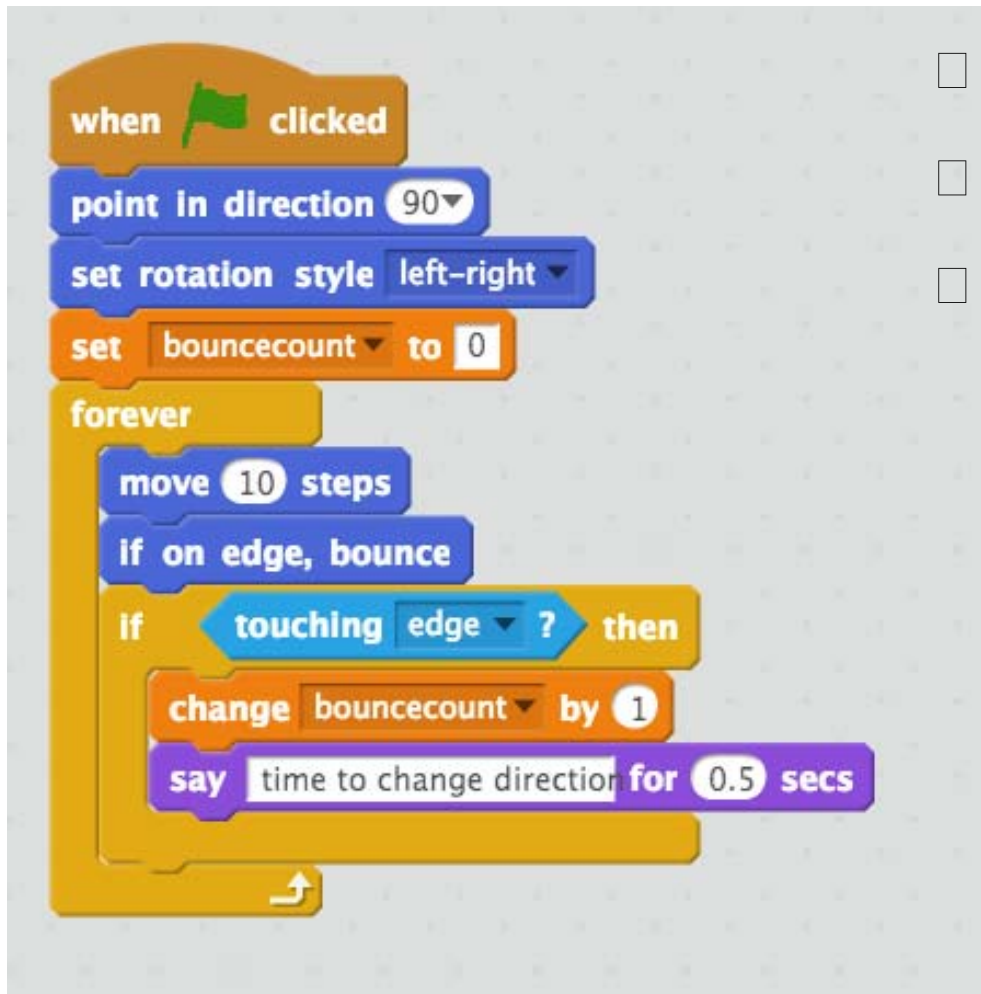 when clicked
point in direction 90
set rotation style left-right
set bouncecount to 0
forever
move 10 steps
if on edge, bounce
if touching edge ? then
change bouncecount by 1
say time to change direction for 0.5 secs